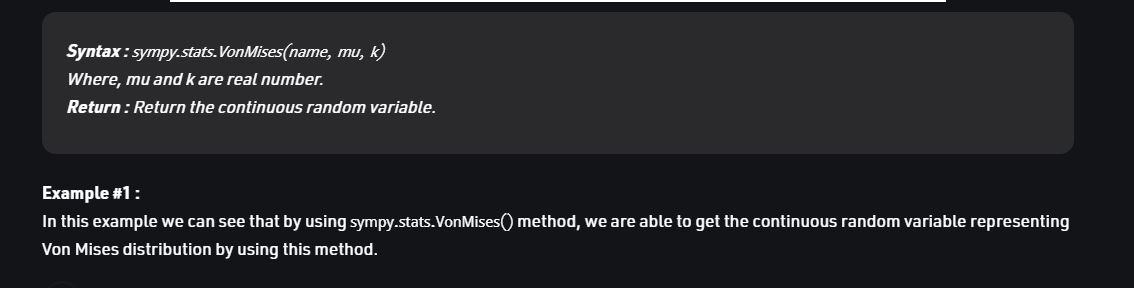 Syntax : sympy.stats.VonMises(name, mu, k)
Where, mu and k are real number.
Return : Return the continuous random variable.
Example #1 :
In this example we can see that by using sympy.stats.VonMises() method, we are able to get the continuous random variable representing
Von Mises distribution by using this method.